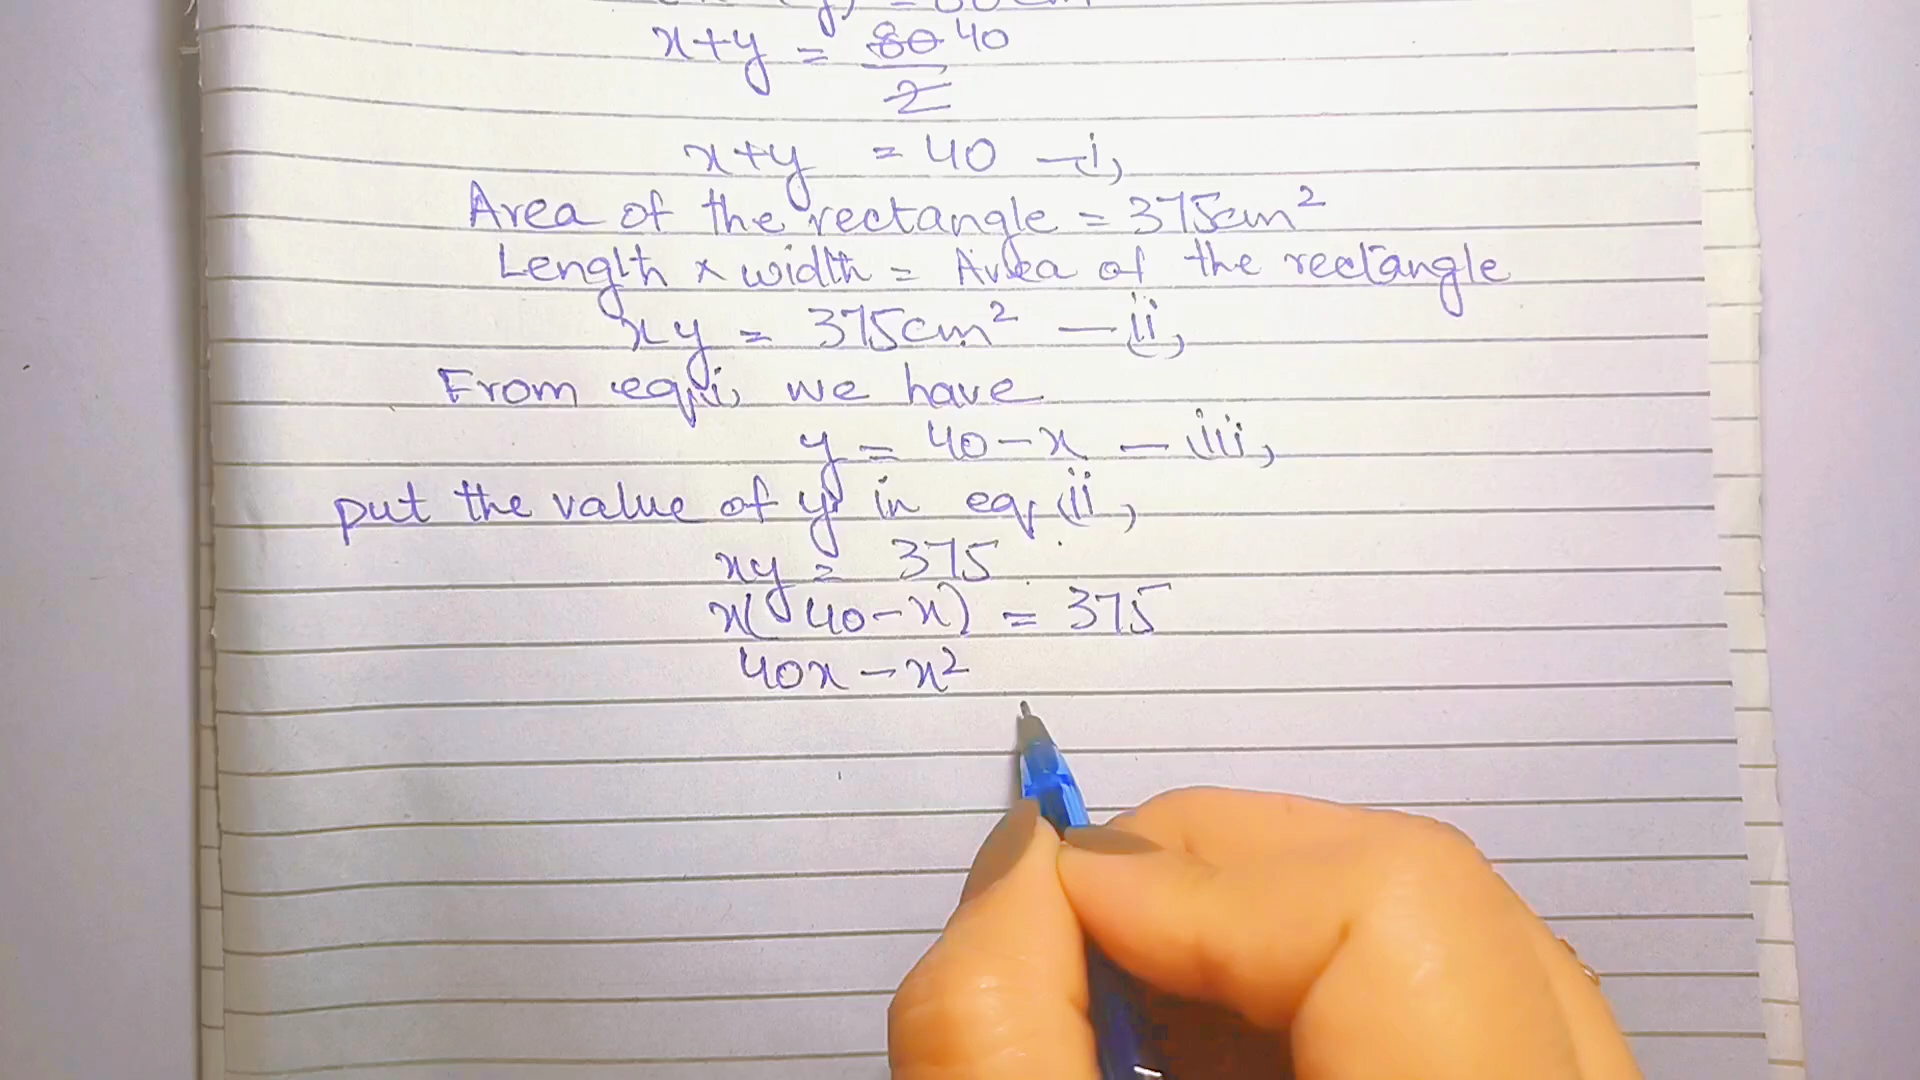 x+y = 80 40
2
x+y = 40 —i,
Area of the rectangle = 375cm²
Length x width = Area of the rectangle
xy = 375cm² —ii,
From eq i, we have
y = 40-x — iii,
put the value of y in eq (ii,
xy = 375
x( 40-x) = 375
40x - x²